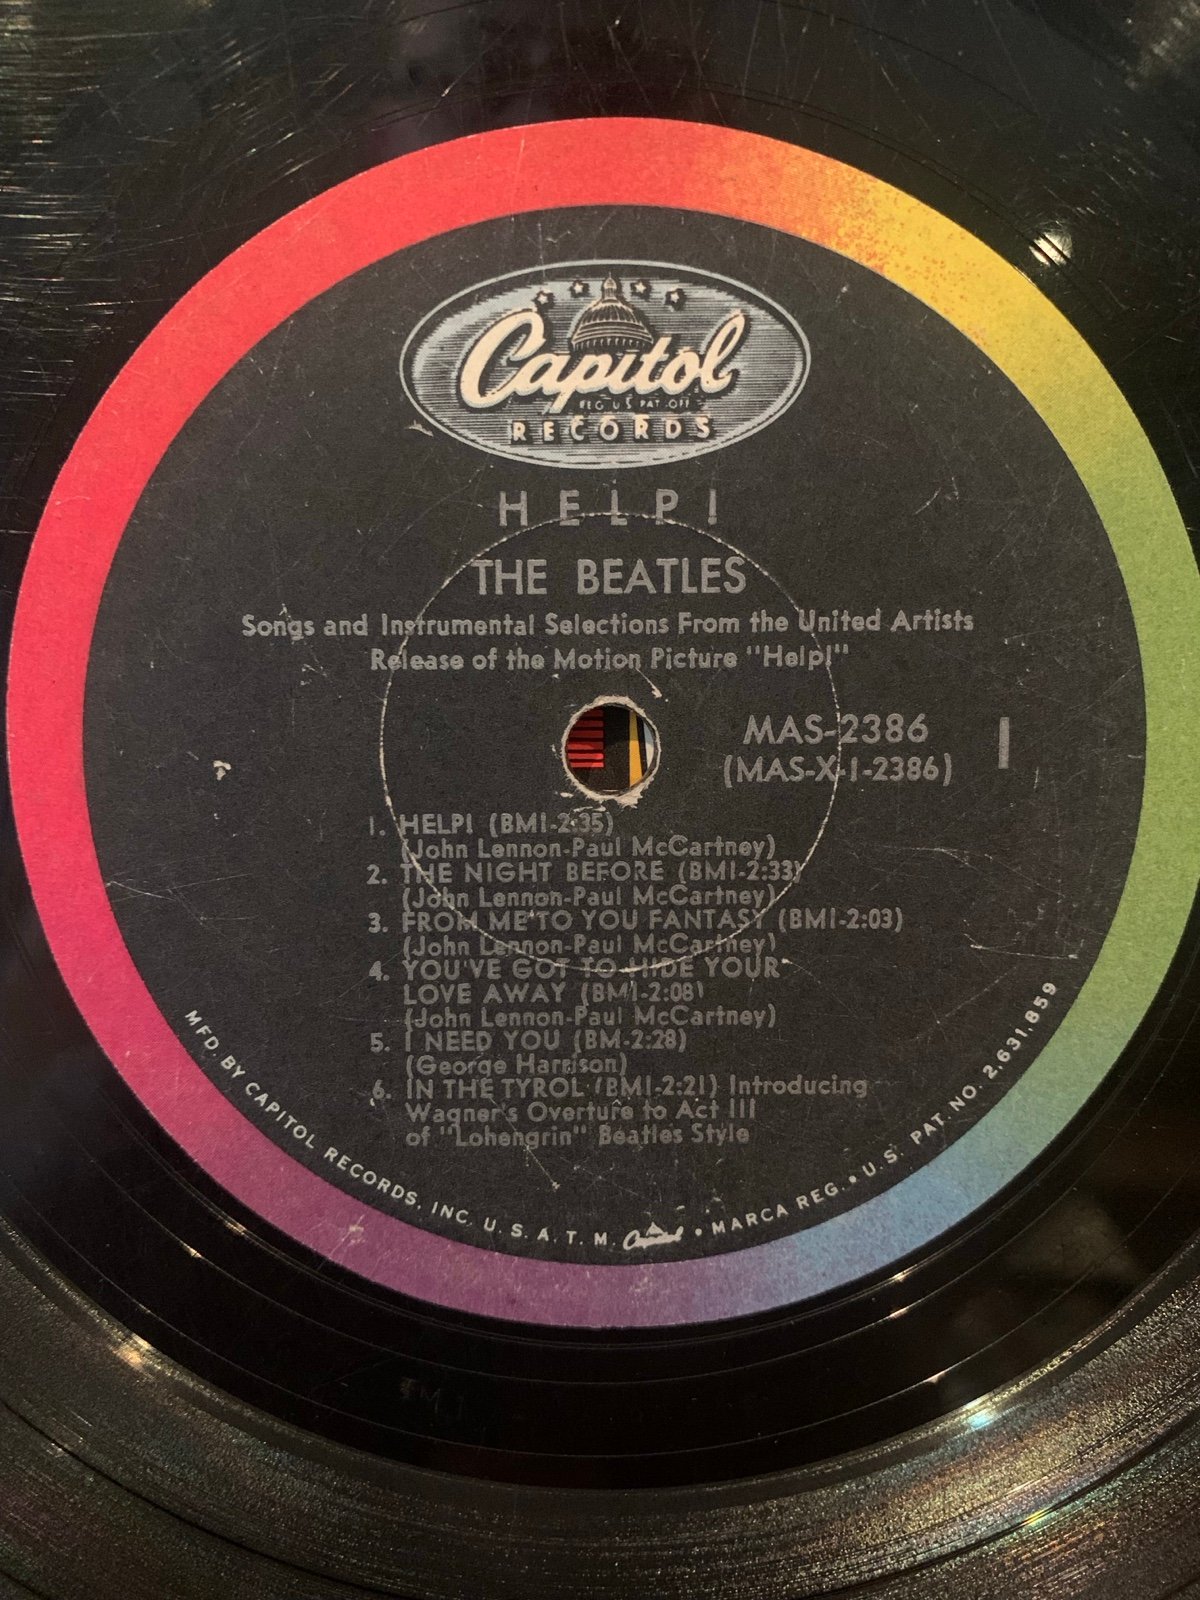 Capitol
REG. U.S. PAT. OFF.
RECORDS
HELP!
THE BEATLES
Songs and Instrumental Selections From the United Artists
Release of the Motion Picture "Help!"
MAS-2386
(MAS-X-1-2386)
1
1. HELP! (BMI-2:35)
(John Lennon-Paul McCartney)
2. THE NIGHT BEFORE (BMI-2:33)
(John Lennon-Paul McCartney)
3. FROM ME TO YOU FANTASY (BMI-2:03)
(John Lennon-Paul McCartney)
4. YOU'VE GOT TO HIDE YOUR
LOVE AWAY (BMI-2:08)
(John Lennon-Paul McCartney)
5. I NEED YOU (BM-2:28)
(George Harrison)
6. IN THE TYROL (BMI-2:21) Introducing
Wagner's Overture to Act III
of "Lohengrin" Beatles Style
MFD. BY CAPITOL RECORDS, INC. U.S.A. T.M. Capitol • MARCA REG. • U.S. PAT. NO. 2,631,859